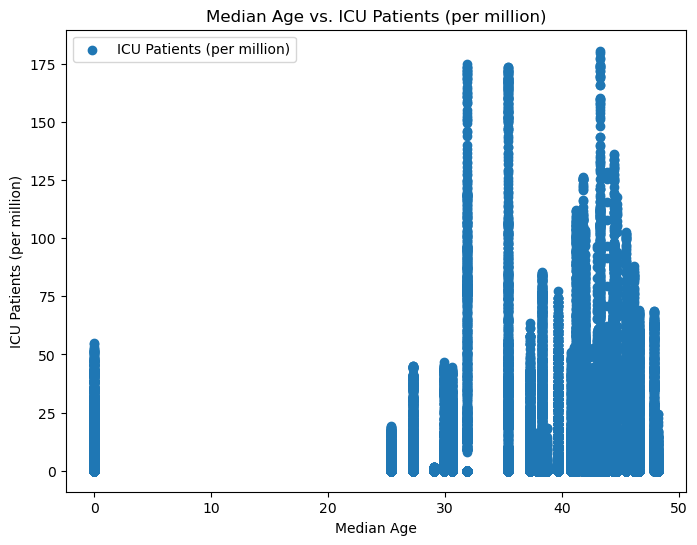 Median Age vs. ICU Patients (per million)
ICU Patients (per million)
175
150
125
100
75
50
25
0
ICU Patients (per million)
0 10 20 30 40 50
Median Age